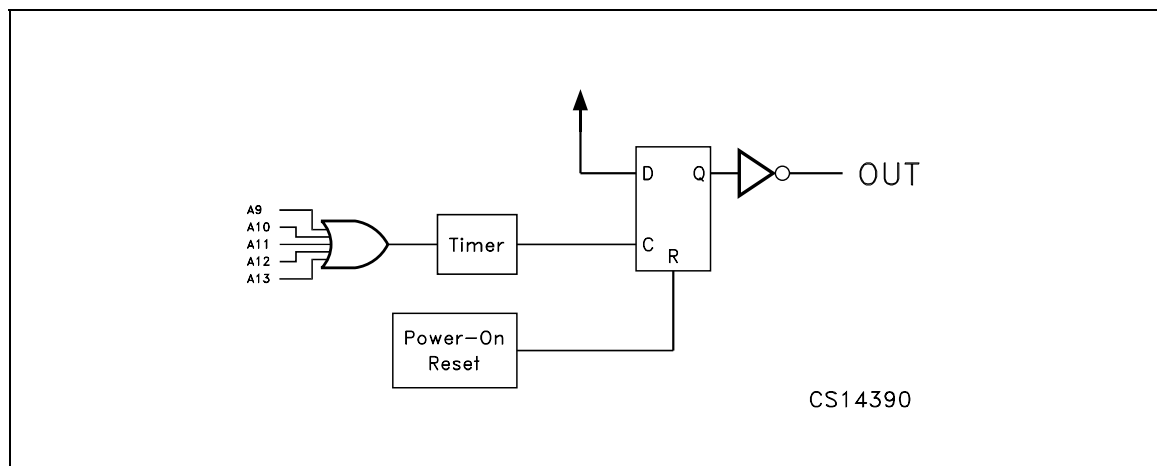 D
Q
OUT
A9
A10
A11
A12
A13
Timer
C
R
Power-On
Reset
CS14390